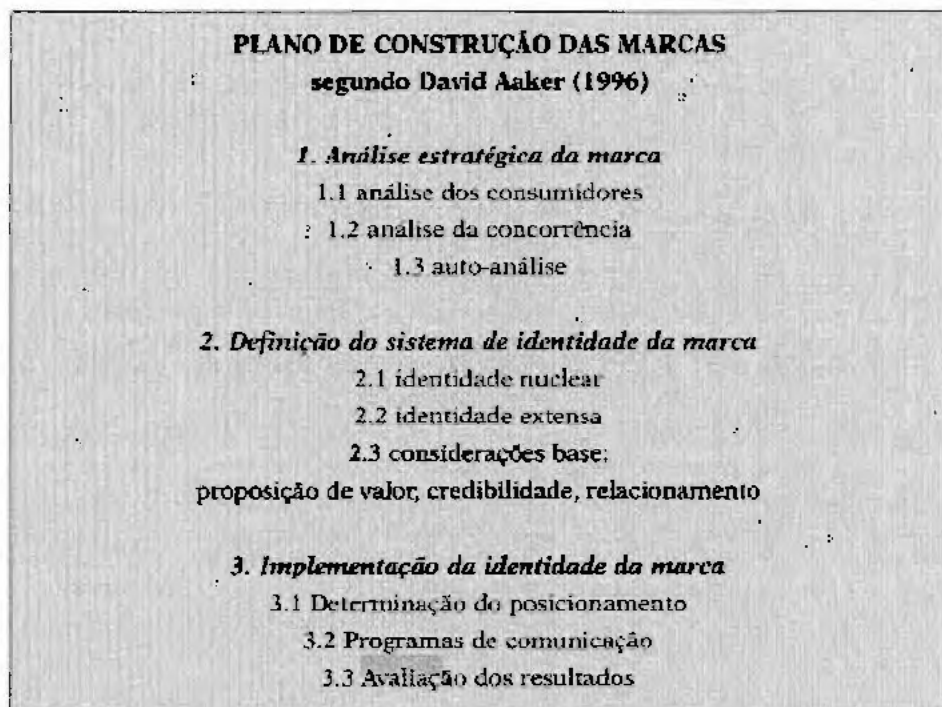 PLANO DE CONSTRUÇÃO DAS MARCAS
segundo David Aaker (1996)
1. Análise estratégica da marca
1.1 análise dos consumidores
1.2 análise da concorrência
1.3 auto-análise
2. Definição do sistema de identidade da marca
2.1 identidade nuclear
2.2 identidade extensa
2.3 considerações base:
proposição de valor, credibilidade, relacionamento
3. Implementação da identidade da marca
3.1 Determinação do posicionamento
3.2 Programas de comunicação
3.3 Avaliação dos resultados